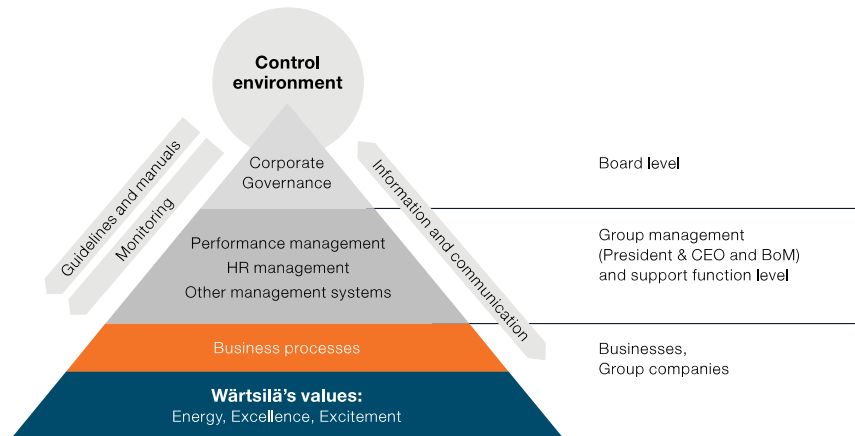 Control
environment
Guidelines and manuals
Monitoring
Information and communication
Corporate
Governance
Board level
Performance management
HR management
Other management systems
Group management
(President & CEO and BoM)
and support function level
Business processes
Businesses,
Group companies
Wärtsilä's values:
Energy, Excellence, Excitement